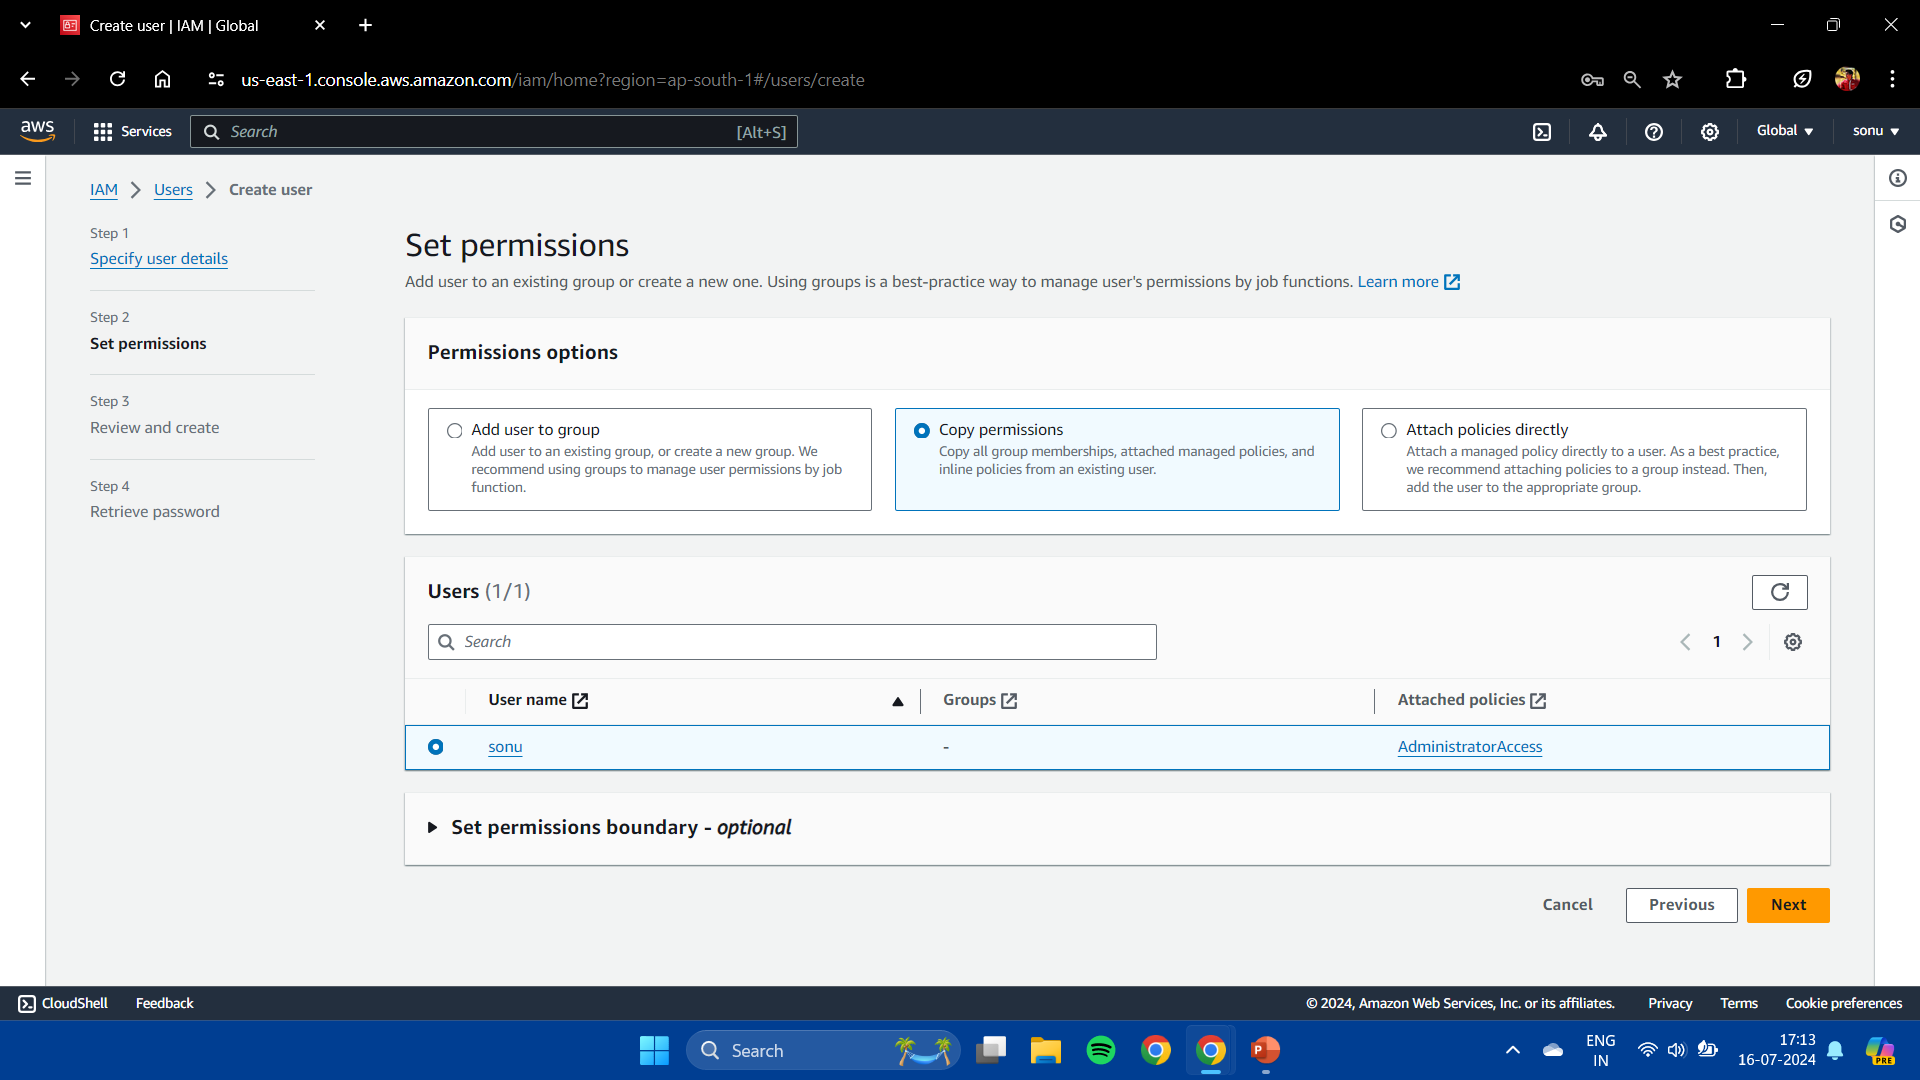 Create user | IAM | Global
us-east-1.console.aws.amazon.com/iam/home?region=ap-south-1#/users/create
aws
Services
Search
[Alt+S]
Global
sonu
IAM
Users
Create user
Step 1
Specify user details
Step 2
Set permissions
Step 3
Review and create
Step 4
Retrieve password
Set permissions
Add user to an existing group or create a new one. Using groups is a best-practice way to manage user's permissions by job functions. Learn more
Permissions options
Add user to group
Add user to an existing group, or create a new group. We
recommend using groups to manage user permissions by job
function.
Copy permissions
Copy all group memberships, attached managed policies, and
inline policies from an existing user.
Attach policies directly
Attach a managed policy directly to a user. As a best practice,
we recommend attaching policies to a group instead. Then,
add the user to the appropriate group.
Users (1/1)
Search
1
User name
Groups
Attached policies
sonu
-
AdministratorAccess
Set permissions boundary - optional
Cancel
Previous
Next
CloudShell
Feedback
© 2024, Amazon Web Services, Inc. or its affiliates.
Privacy
Terms
Cookie preferences
Search
P
ENG
IN
17:13
16-07-2024
PRE